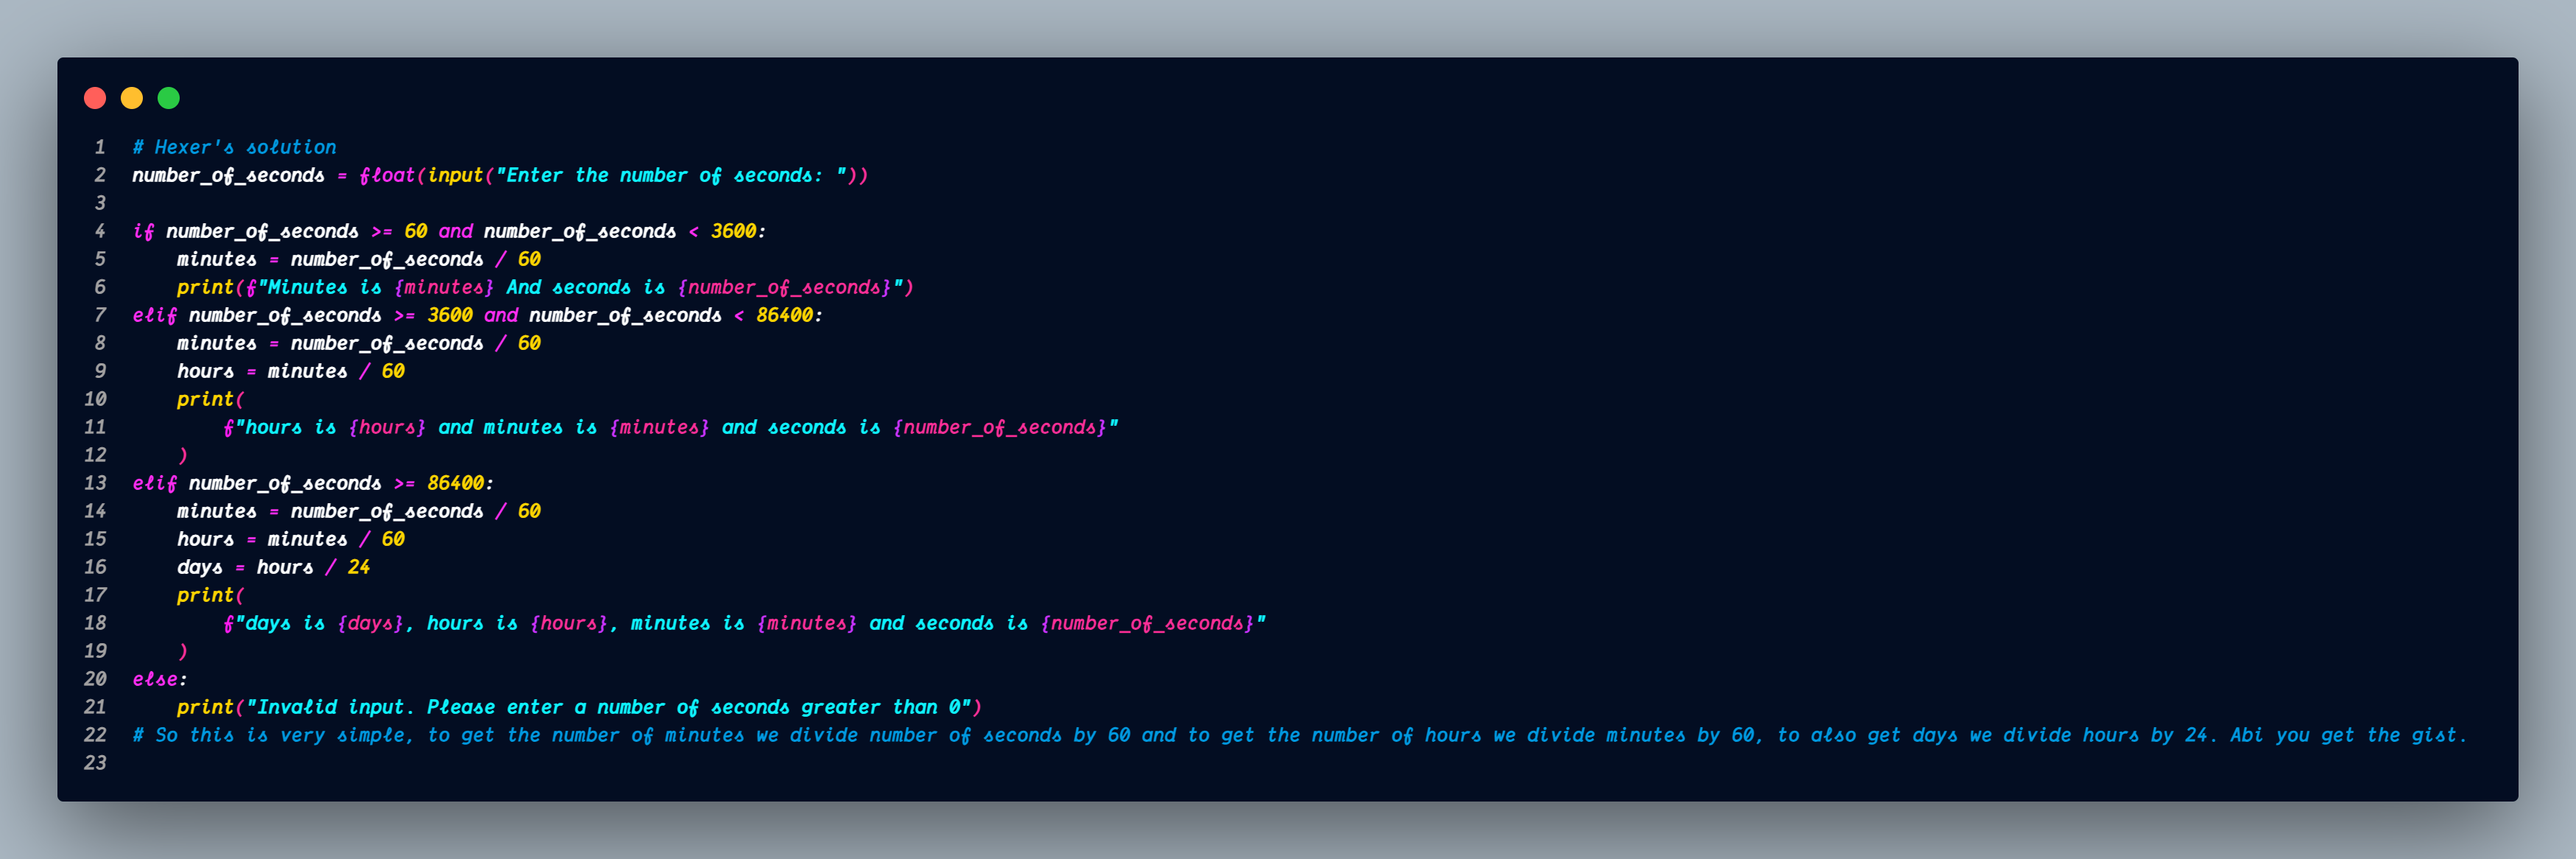 1 # Hexer's solution
2 number_of_seconds = float(input("Enter the number of seconds: "))
3
4 if number_of_seconds >= 60 and number_of_seconds < 3600:
5     minutes = number_of_seconds / 60
6     print(f"Minutes is {minutes} And seconds is {number_of_seconds}")
7 elif number_of_seconds >= 3600 and number_of_seconds < 86400:
8     minutes = number_of_seconds / 60
9     hours = minutes / 60
10     print(
11         f"hours is {hours} and minutes is {minutes} and seconds is {number_of_seconds}"
12     )
13 elif number_of_seconds >= 86400:
14     minutes = number_of_seconds / 60
15     hours = minutes / 60
16     days = hours / 24
17     print(
18         f"days is {days}, hours is {hours}, minutes is {minutes} and seconds is {number_of_seconds}"
19     )
20 else:
21     print("Invalid input. Please enter a number of seconds greater than 0")
22 # So this is very simple, to get the number of minutes we divide number of seconds by 60 and to get the number of hours we divide minutes by 60, to also get days we divide hours by 24. Abi you get the gist.
23